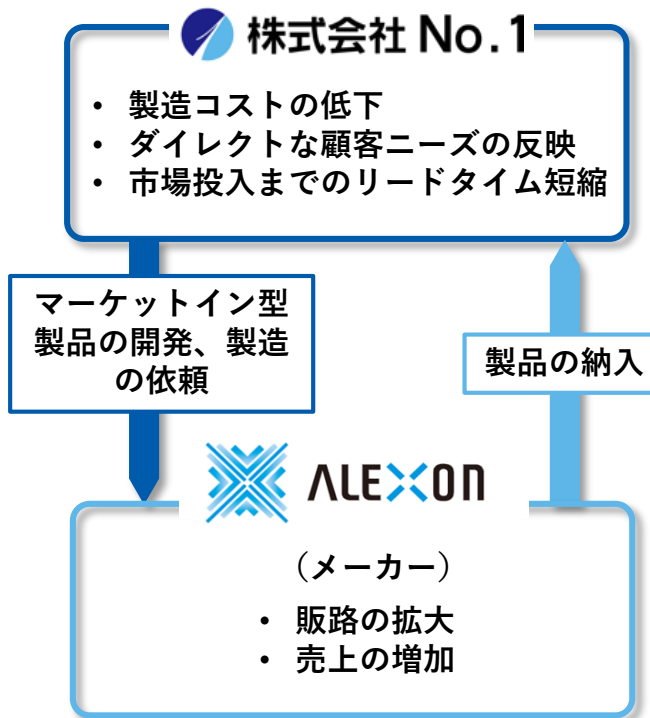 株式会社 No.1
• 製造コストの低下
• ダイレクトな顧客ニーズの反映
• 市場投入までのリードタイム短縮
マーケットイン型
製品の開発、製造
の依頼
製品の納入
ALEXON
（メーカー）
• 販路の拡大
• 売上の増加